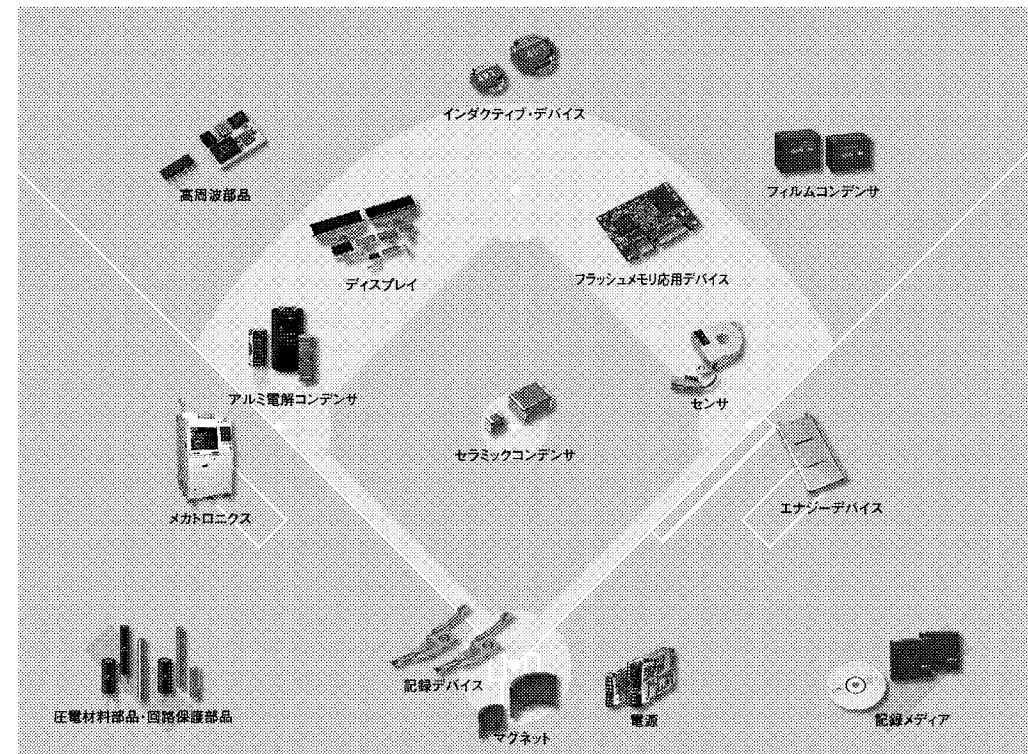 インダクティブ・デバイス
高周波部品
フィルムコンデンサ
ディスプレイ
フラッシュメモリ応用デバイス
アルミ電解コンデンサ
センサ
セラミックコンデンサ
メカトロニクス
エナジーデバイス
記録デバイス
圧電材料部品・回路保護部品
電源
記録メディア
マグネット